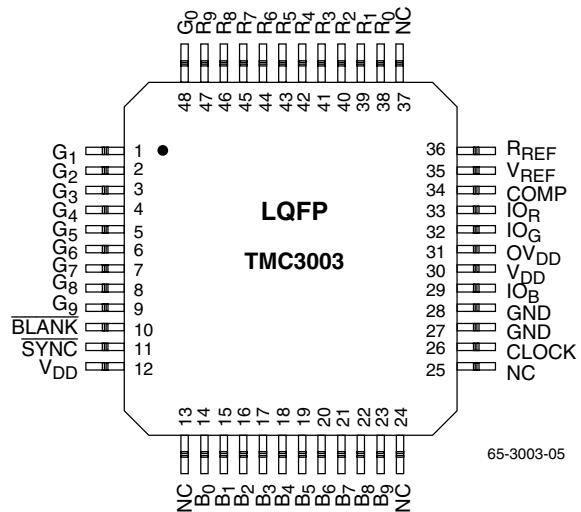 G0 R9 R8 R7 R6 R5 R4 R3 R2 R1 R0 NC
48 47 46 45 44 43 42 41 40 39 38 37
G1 1
G2 2
G3 3
G4 4
G5 5
G6 6
G7 7
G8 8
G9 9
BLANK 10
SYNC 11
VDD 12
LQFP
TMC3003
36 RREF
35 VREF
34 COMP
33 IOR
32 IOG
31 OVDD
30 VDD
29 IOB
28 GND
27 GND
26 CLOCK
25 NC
13 14 15 16 17 18 19 20 21 22 23 24
NC B0 B1 B2 B3 B4 B5 B6 B7 B8 B9 NC
65-3003-05